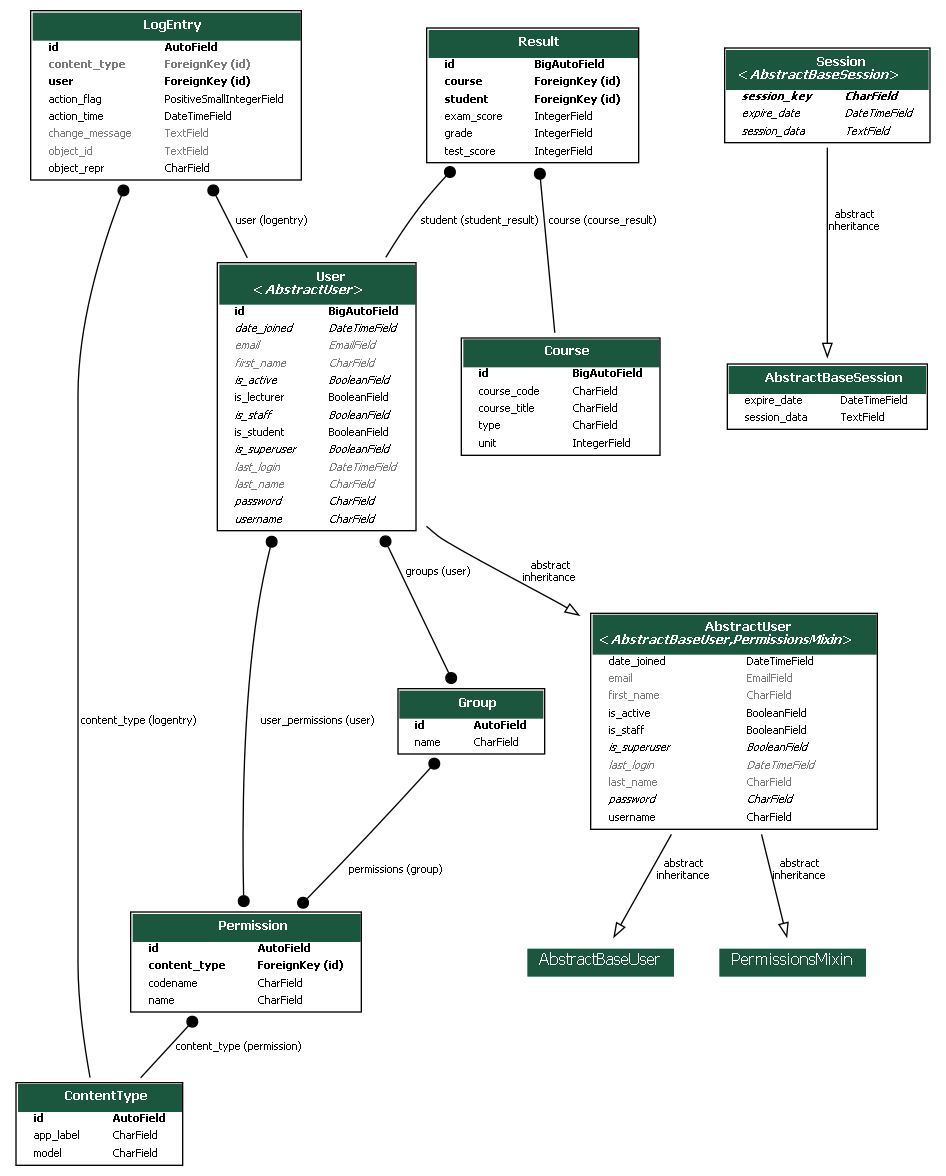 LogEntry
id AutoField
content_type ForeignKey (id)
user ForeignKey (id)
action_flag PositiveSmallIntegerField
action_time DateTimeField
change_message TextField
object_id TextField
object_repr CharField
Result
id BigAutoField
course ForeignKey (id)
student ForeignKey (id)
exam_score IntegerField
grade IntegerField
test_score IntegerField
Session
<AbstractBaseSession>
session_key CharField
expire_date DateTimeField
session_data TextField
user (logentry)
student (student_result)
course (course_result)
abstract
inheritance
User
<AbstractUser>
id BigAutoField
date_joined DateTimeField
email EmailField
first_name CharField
is_active BooleanField
is_lecturer BooleanField
is_staff BooleanField
is_student BooleanField
is_superuser BooleanField
last_login DateTimeField
last_name CharField
password CharField
username CharField
Course
id BigAutoField
course_code CharField
course_title CharField
type CharField
unit IntegerField
AbstractBaseSession
expire_date DateTimeField
session_data TextField
groups (user)
abstract
inheritance
AbstractUser
<AbstractBaseUser,PermissionsMixin>
date_joined DateTimeField
email EmailField
first_name CharField
is_active BooleanField
is_staff BooleanField
is_superuser BooleanField
last_login DateTimeField
last_name CharField
password CharField
username CharField
Group
id AutoField
name CharField
content_type (logentry)
user_permissions (user)
permissions (group)
abstract
inheritance
abstract
inheritance
Permission
id AutoField
content_type ForeignKey (id)
codename CharField
name CharField
AbstractBaseUser
PermissionsMixin
content_type (permission)
ContentType
id AutoField
app_label CharField
model CharField